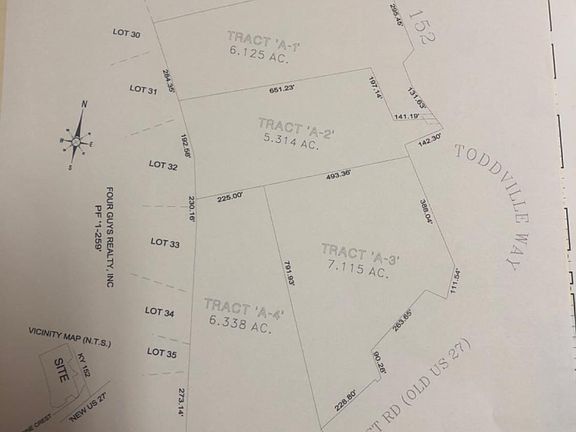 LOT 30
295.46'
152
TRACT 'A-1'
6.125 AC.
284.35'
LOT 31
651.23'
197.14'
131.63'
141.19'
142.30'
TRACT 'A-2'
5.314 AC.
192.58'
N
W
E
S
LOT 32
TODDVILLE WAY
493.36'
225.00'
230.16'
388.04'
FOUR GUYS REALTY, INC
PF '1-259'
LOT 33
TRACT 'A-3'
7.115 AC.
791.93'
111.54'
TRACT 'A-4'
6.338 AC.
LOT 34
263.65'
VICINITY MAP (N.T.S.)
LOT 35
SITE
KY 152
90.28'
RD (OLD US 27)
'NEW US 27'
CREST
273.14'
228.80'